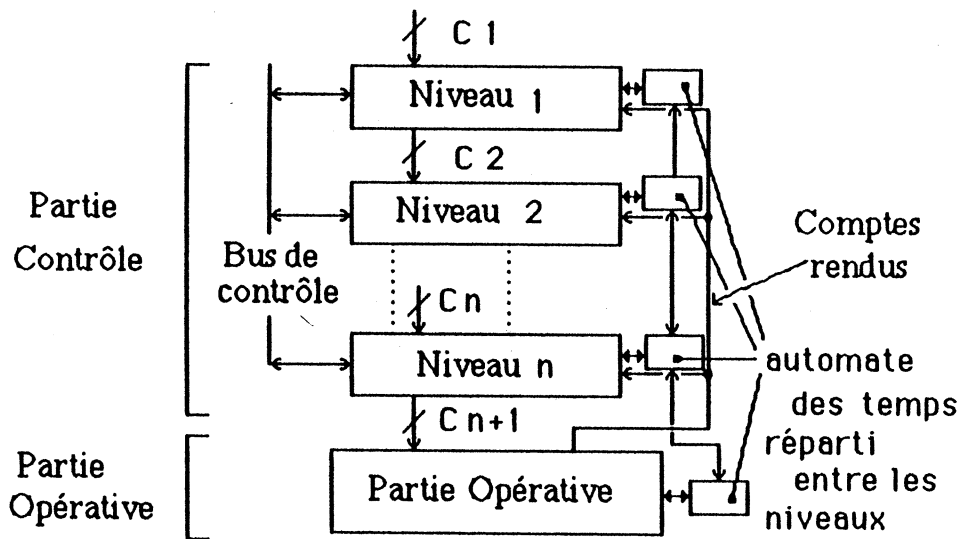 C 1
Niveau 1
C 2
Niveau 2
Partie
Contrôle
Bus de
contrôle
Comptes
rendus
C n
Niveau n
automate
des temps
réparti
entre les
niveaux
C n+1
Partie
Opérative
Partie Opérative